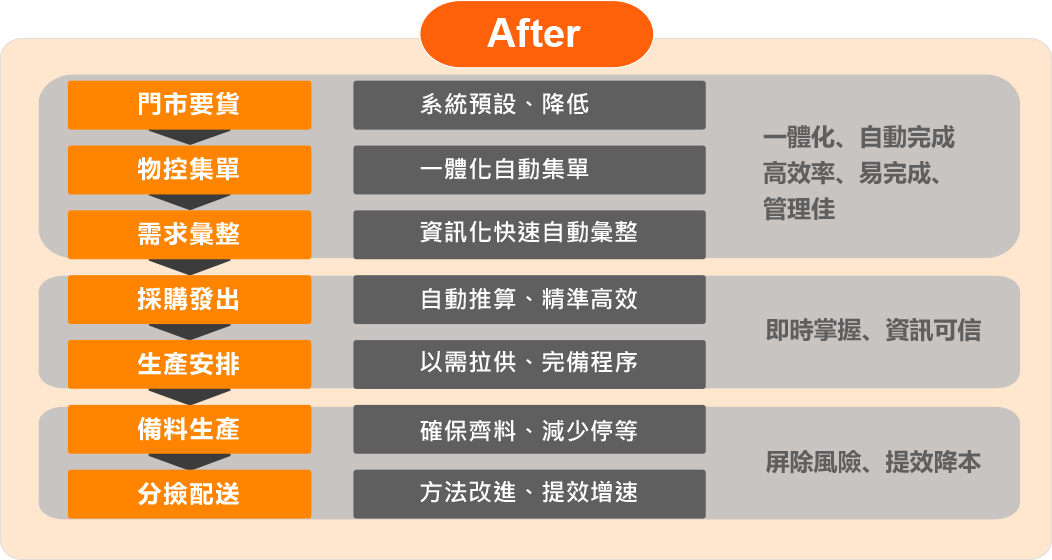 After
門市要貨
系統預設、降低
物控集單
一體化自動集單
需求彙整
資訊化快速自動彙整
一體化、自動完成
高效率、易完成、
管理佳
採購發出
自動推算、精準高效
生產安排
以需拉供、完備程序
即時掌握、資訊可信
備料生產
確保齊料、減少停等
分撿配送
方法改進、提效增速
屏除風險、提效降本